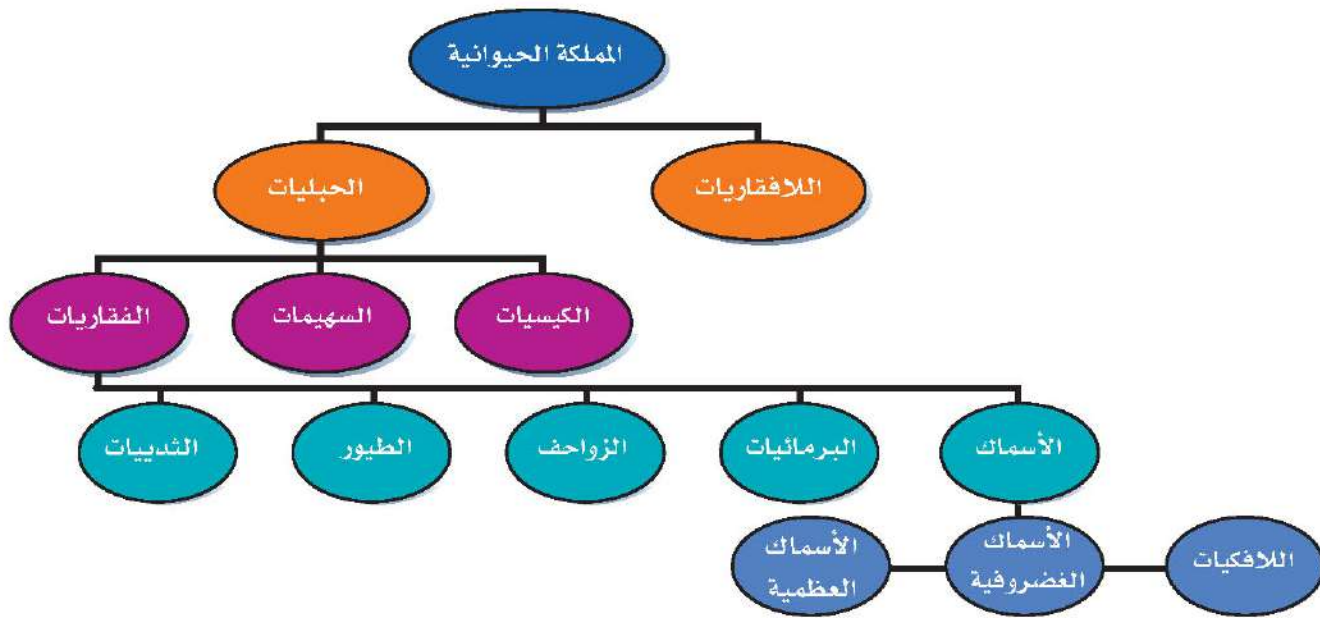 المملكة الحيوانية
اللافقاريات
الحبليات
الكيسيات
السهيمات
الفقاريات
الأسماك
البرمائيات
الزواحف
الطيور
الثدييات
اللافكيات
الأسماك
الغضروفية
الأسماك
العظمية